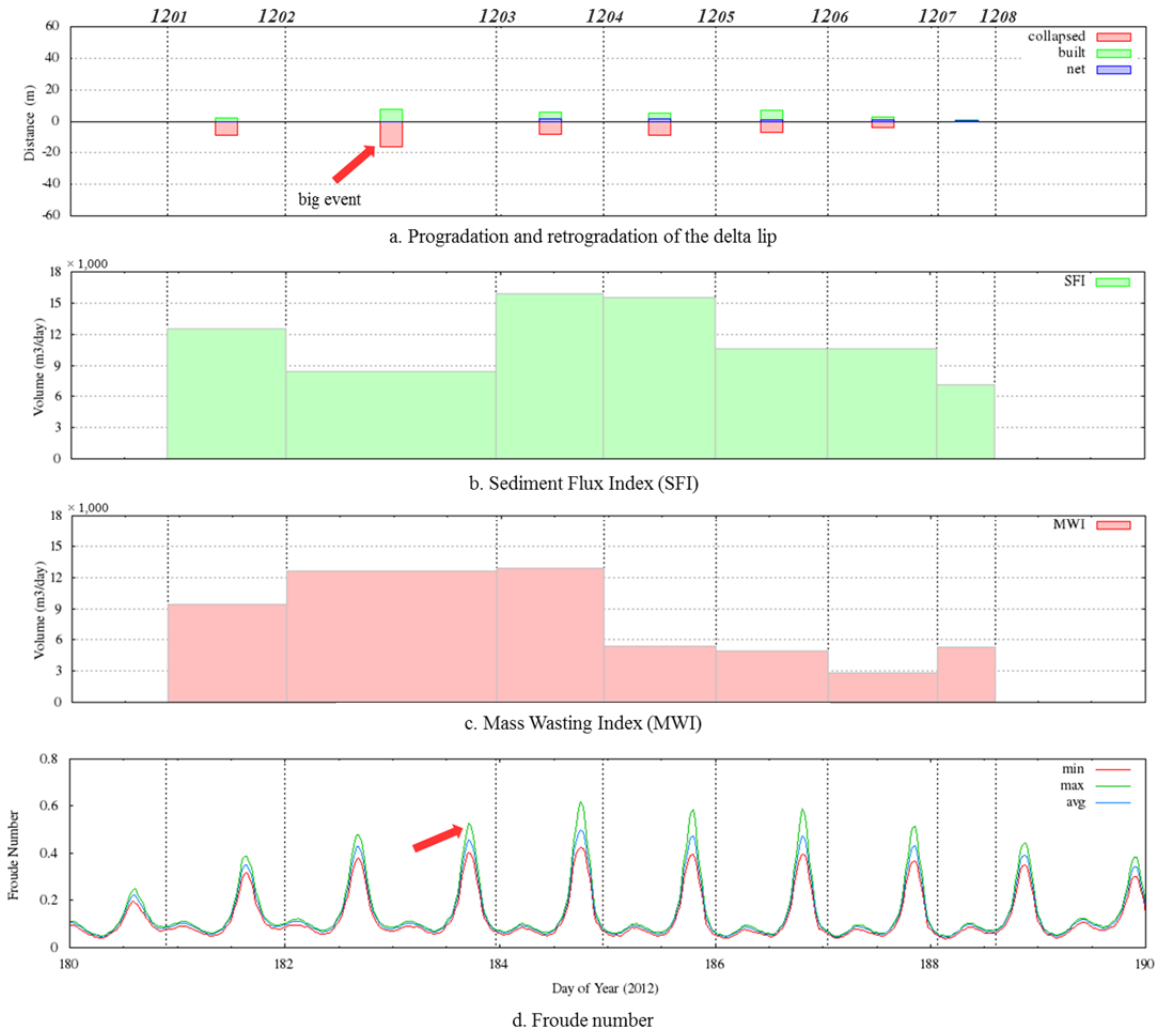 1201 1202 1203 1204 1205 1206 1207 1208
60
40
20
0
-20
-40
-60
Distance (m)
collapsed
built
net
big event
a. Progradation and retrogradation of the delta lip
× 1,000
18
15
12
9
6
3
0
Volume (m3/day)
SFI
b. Sediment Flux Index (SFI)
× 1,000
18
15
12
9
6
3
0
Volume (m3/day)
MWI
c. Mass Wasting Index (MWI)
0.8
0.6
0.4
0.2
0
Froude Number
min
max
avg
180 182 184 186 188 190
Day of Year (2012)
d. Froude number